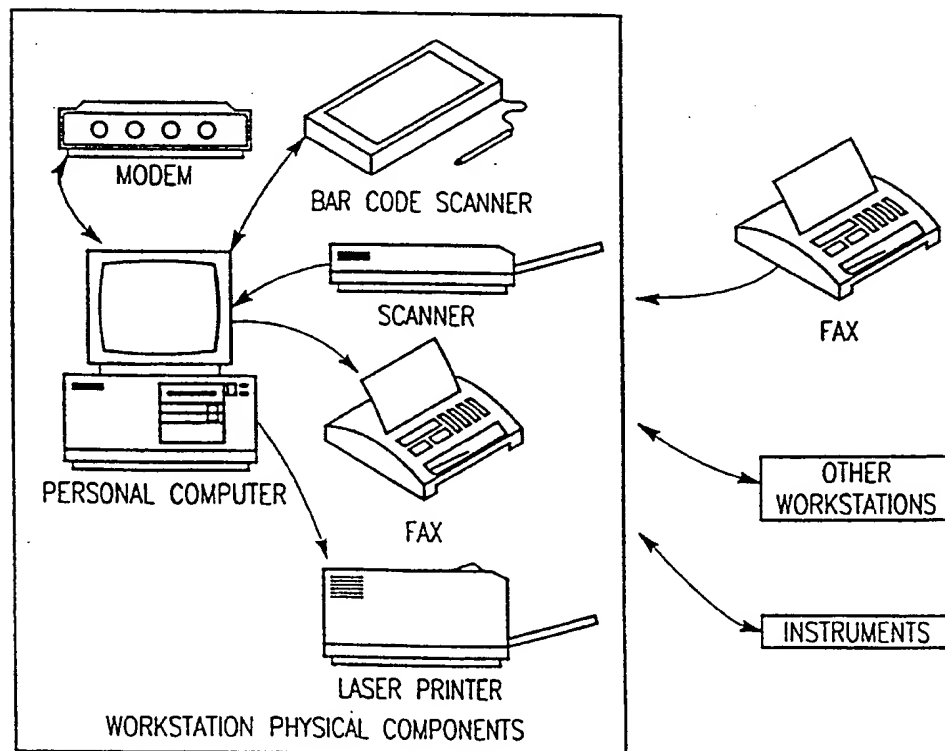 MODEM
BAR CODE SCANNER
SCANNER
FAX
PERSONAL COMPUTER
FAX
OTHER
WORKSTATIONS
INSTRUMENTS
LASER PRINTER
WORKSTATION PHYSICAL COMPONENTS